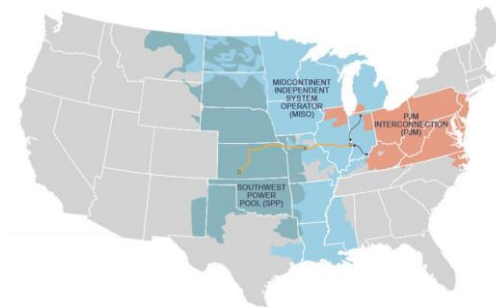 MIDCONTINENT
INDEPENDENT
SYSTEM
OPERATOR
(MISO)
PJM
INTERCONNECTION
(PJM)
SOUTHWEST
POWER
POOL (SPP)